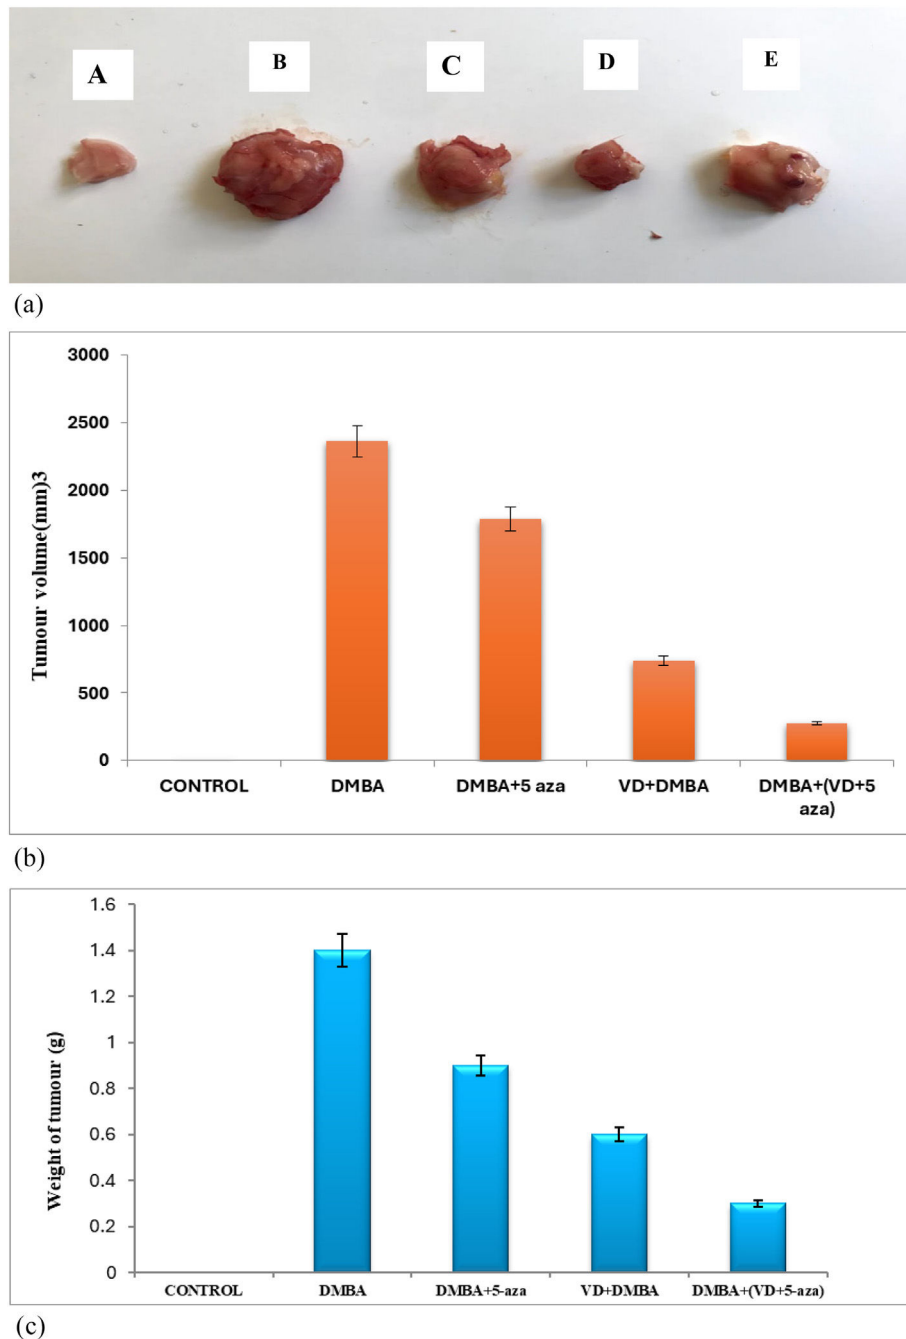 A B C D E
(a)
3000
2500
2000
1500
1000
500
0
Tumour volume(mm)3
CONTROL DMBA DMBA+5 aza VD+DMBA DMBA+(VD+5
aza)
(b)
1.6
1.4
1.2
1
0.8
0.6
0.4
0.2
0
Weight of tumour (g)
CONTROL DMBA DMBA+5-aza VD+DMBA DMBA+(VD+5-aza)
(c)